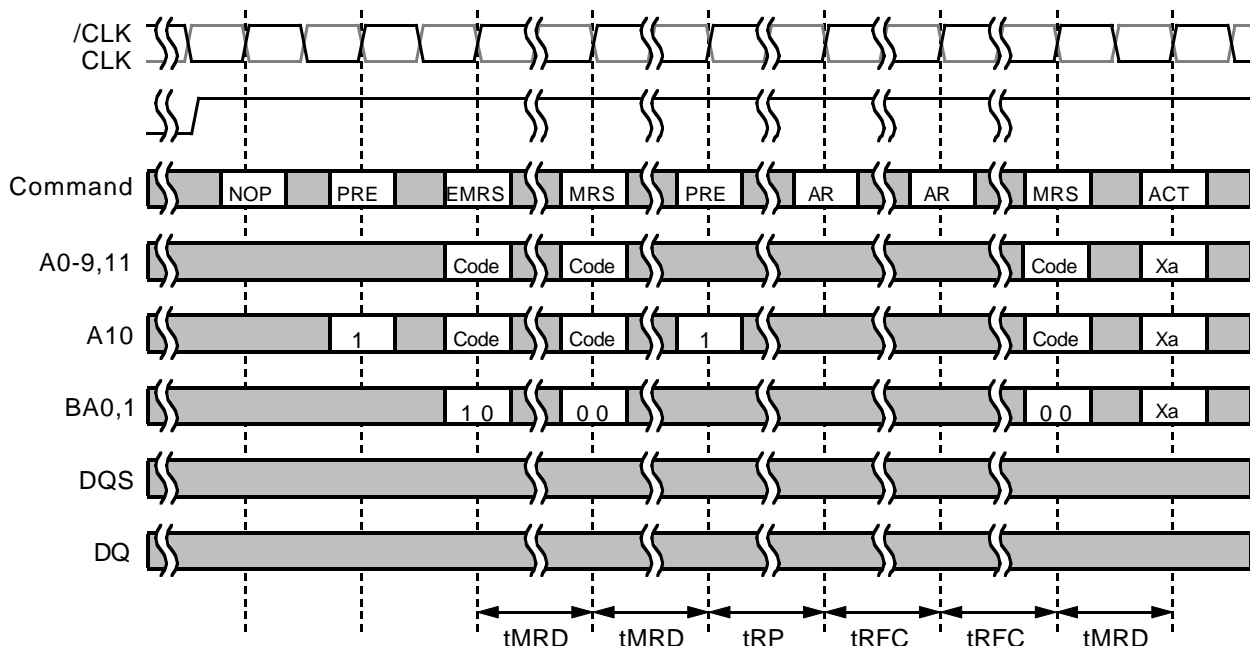 /CLK
CLK
Command NOP PRE EMRS MRS PRE AR AR MRS ACT
A0-9,11 Code Code Code Xa
A10 1 Code Code 1 Code Xa
BA0,1 1 0 0 0 0 0 Xa
DQS
DQ
tMRD tMRD tRP tRFC tRFC tMRD